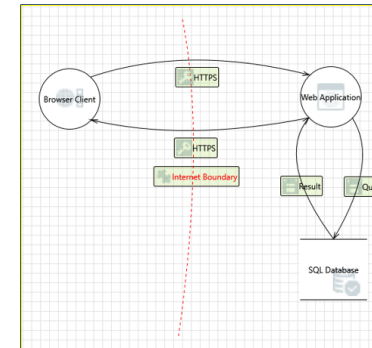 HTTPS
Browser Client
Web Application
HTTPS
Internet Boundary
Result
Qu
SQL Database